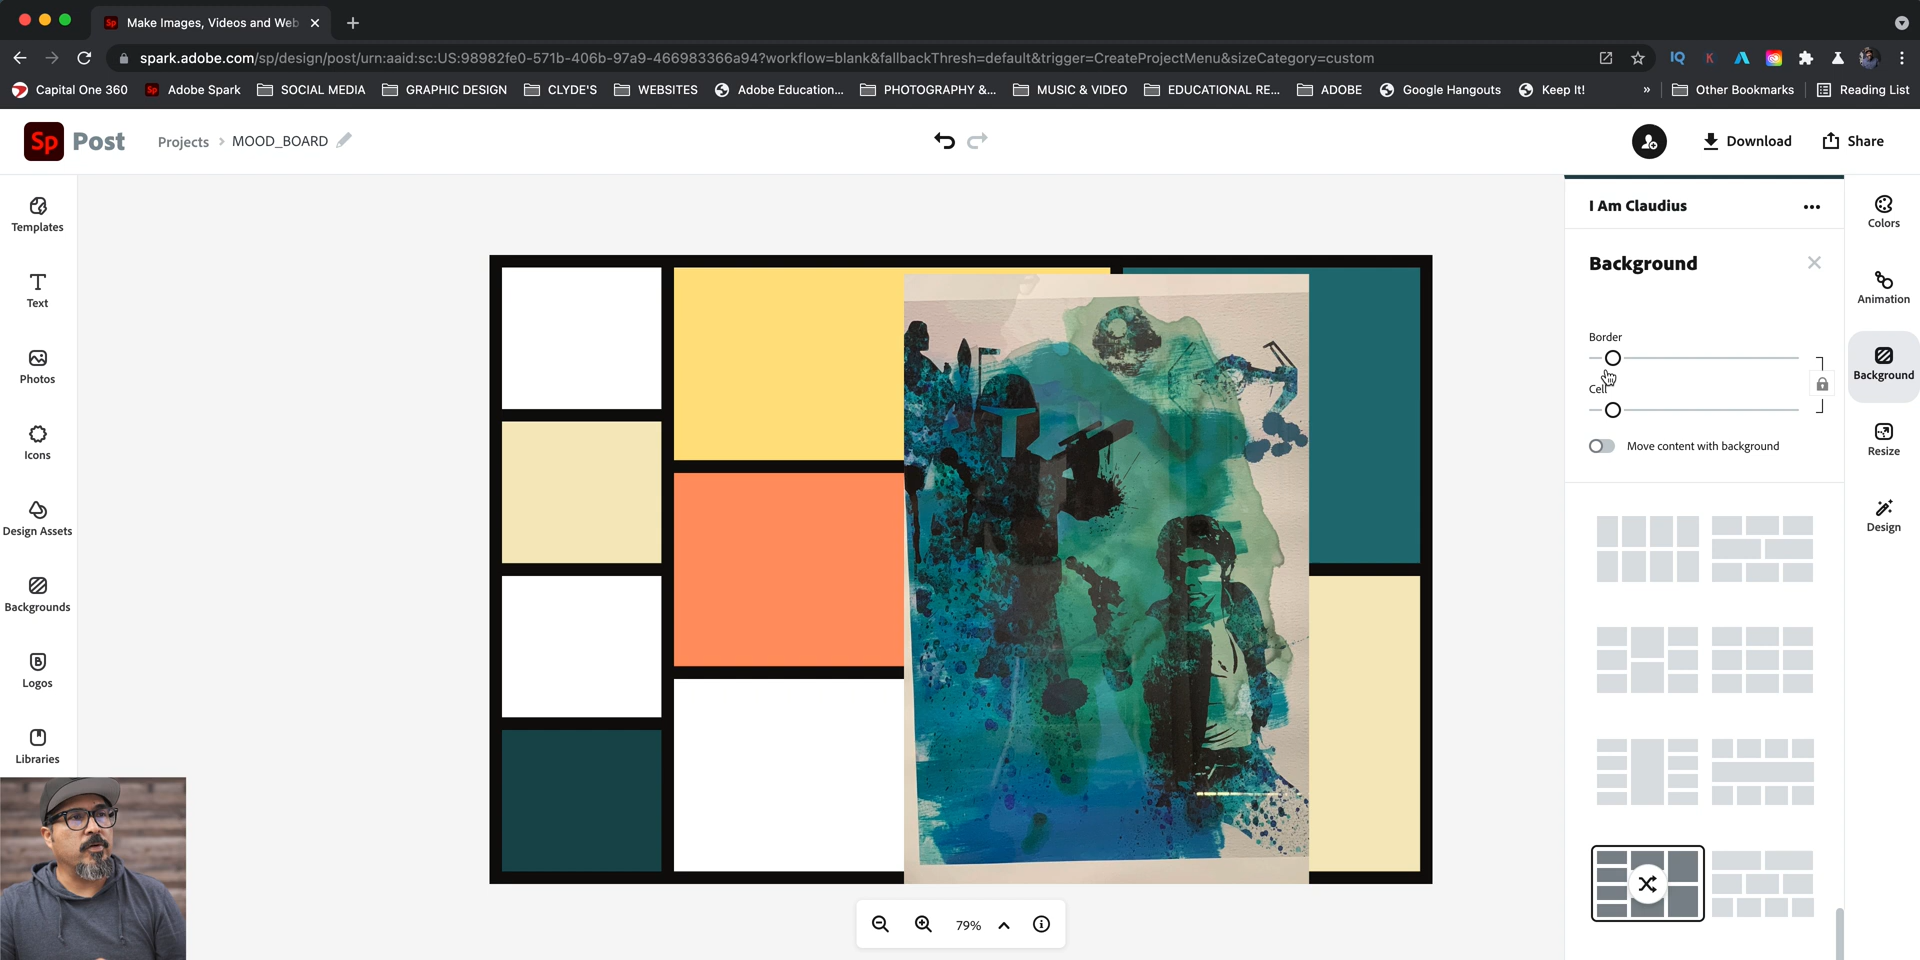 Sp Make Images, Videos and Web
spark.adobe.com/sp/design/post/urn:aaid:sc:US:98982fe0-571b-406b-97a9-466983366a94?workflow=blank&fallbackThresh=default&trigger=CreateProjectMenu&sizeCategory=custom
IQ K
Capital One 360 Sp Adobe Spark SOCIAL MEDIA GRAPHIC DESIGN CLYDE'S WEBSITES Adobe Education... PHOTOGRAPHY &... MUSIC & VIDEO EDUCATIONAL RE... ADOBE Google Hangouts Keep It! » Other Bookmarks Reading List
Sp Post Projects > MOOD_BOARD Download Share
Templates
Text
Photos
Icons
Design Assets
Backgrounds
B
Logos
Libraries
79%
I Am Claudius
Background
Border
Cell
Move content with background
Colors
Animation
Background
Resize
Design